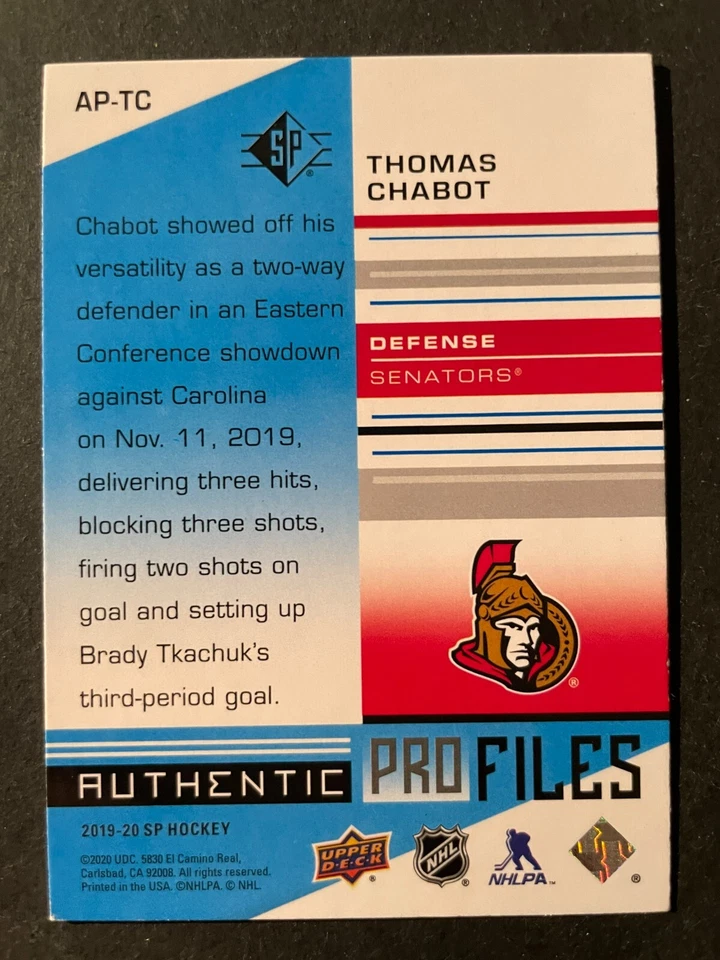 AP-TC
SP®
THOMAS
CHABOT
Chabot showed off his
versatility as a two-way
defender in an Eastern
Conference showdown
against Carolina
on Nov. 11, 2019,
delivering three hits,
blocking three shots,
firing two shots on
goal and setting up
Brady Tkachuk's
third-period goal.
DEFENSE
SENATORS®
®
AUTHENTIC PROFILES
2019-20 SP HOCKEY
©2020 UDC. 5830 El Camino Real,
Carlsbad, CA 92008. All rights reserved.
Printed in the USA. ©NHLPA. © NHL.
UPPER
D·E·C·K
®
NHL
®
NHLPA™
®